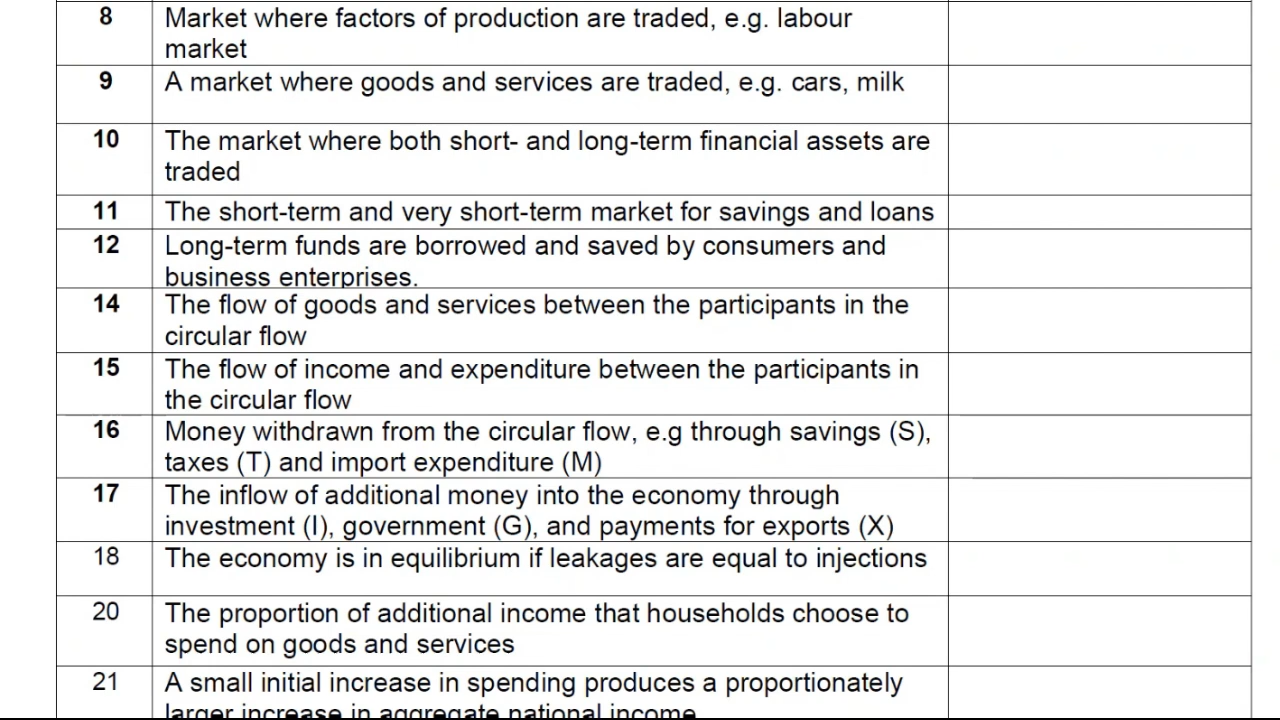 8 Market where factors of production are traded, e.g. labour
market
9 A market where goods and services are traded, e.g. cars, milk
10 The market where both short- and long-term financial assets are
traded
11 The short-term and very short-term market for savings and loans
12 Long-term funds are borrowed and saved by consumers and
business enterprises.
14 The flow of goods and services between the participants in the
circular flow
15 The flow of income and expenditure between the participants in
the circular flow
16 Money withdrawn from the circular flow, e.g through savings (S),
taxes (T) and import expenditure (M)
17 The inflow of additional money into the economy through
investment (I), government (G), and payments for exports (X)
18 The economy is in equilibrium if leakages are equal to injections
20 The proportion of additional income that households choose to
spend on goods and services
21 A small initial increase in spending produces a proportionately
larger increase in aggregate national income